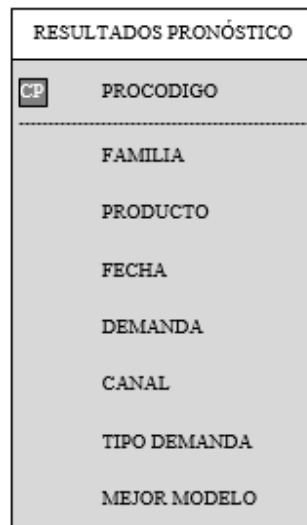 RESULTADOS PRONÓSTICO
CP PROCODIGO
FAMILIA
PRODUCTO
FECHA
DEMANDA
CANAL
TIPO DEMANDA
MEJOR MODELO